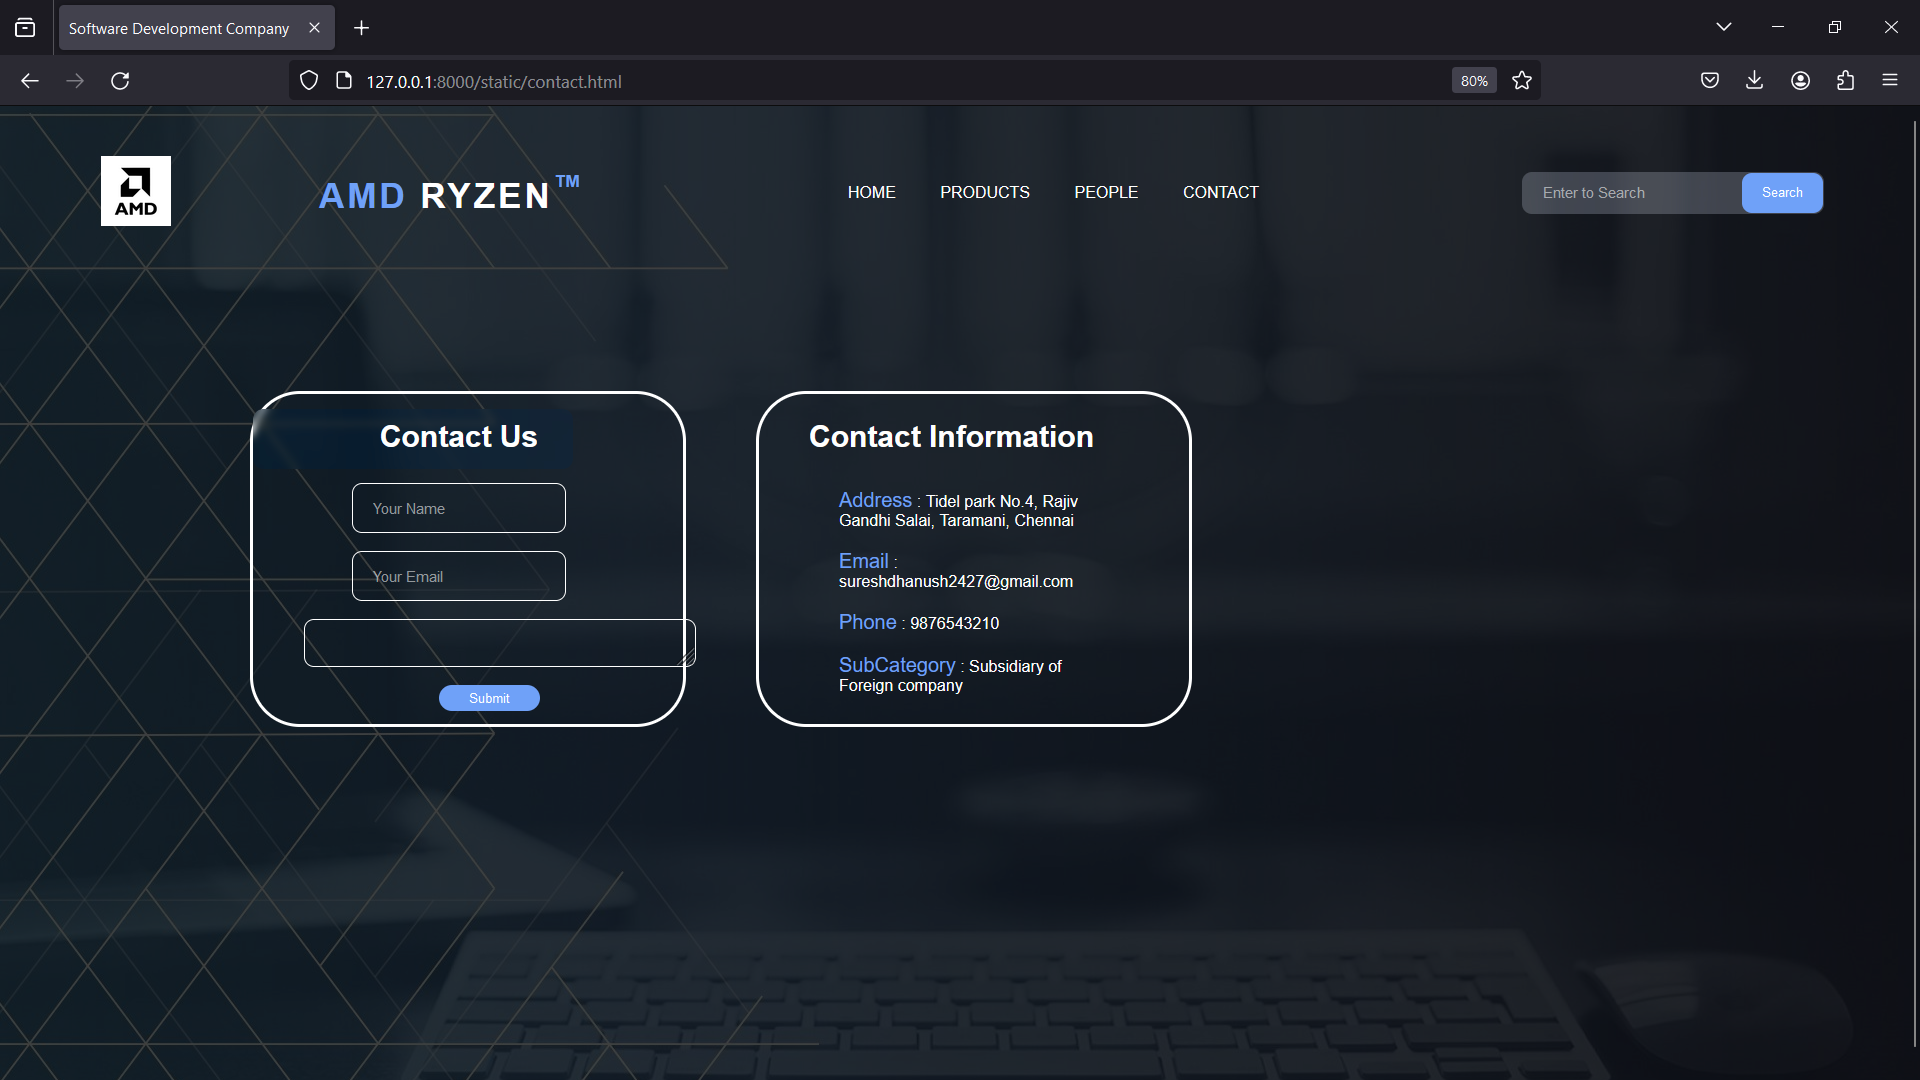 Software Development Company
127.0.0.1:8000/static/contact.html
80%
AMD
AMD RYZEN TM
HOME
PRODUCTS
PEOPLE
CONTACT
Enter to Search
Search
Contact Us
Your Name
Your Email
Submit
Contact Information
Address : Tidel park No.4, Rajiv
Gandhi Salai, Taramani, Chennai
Email :
sureshdhanush2427@gmail.com
Phone : 9876543210
SubCategory : Subsidiary of
Foreign company